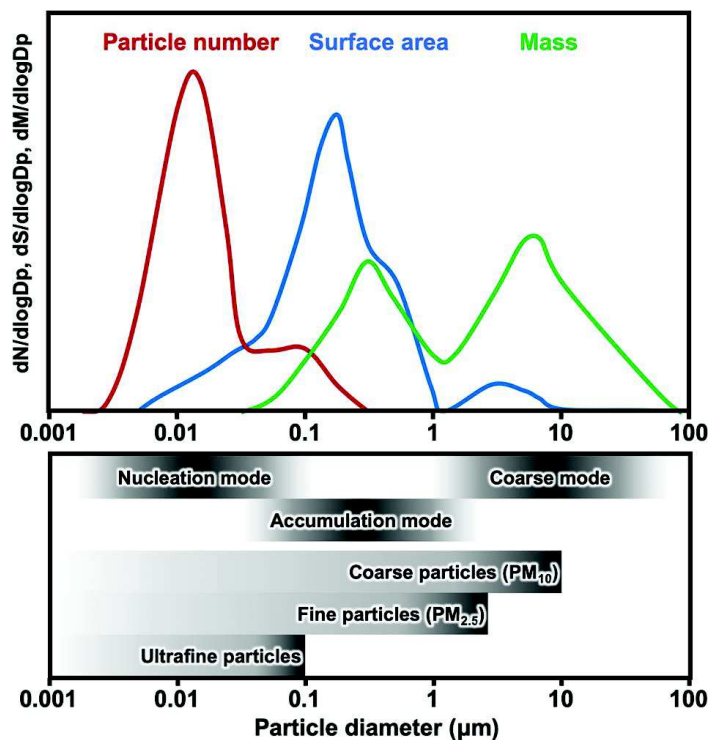 Particle number Surface area Mass
dN/dlogDp, dS/dlogDp, dM/dlogDp
0.001 0.01 0.1 1 10 100
Nucleation mode Coarse mode
Accumulation mode
Coarse particles (PM₁₀)
Fine particles (PM₂.₅)
Ultrafine particles
0.001 0.01 0.1 1 10 100
Particle diameter (µm)